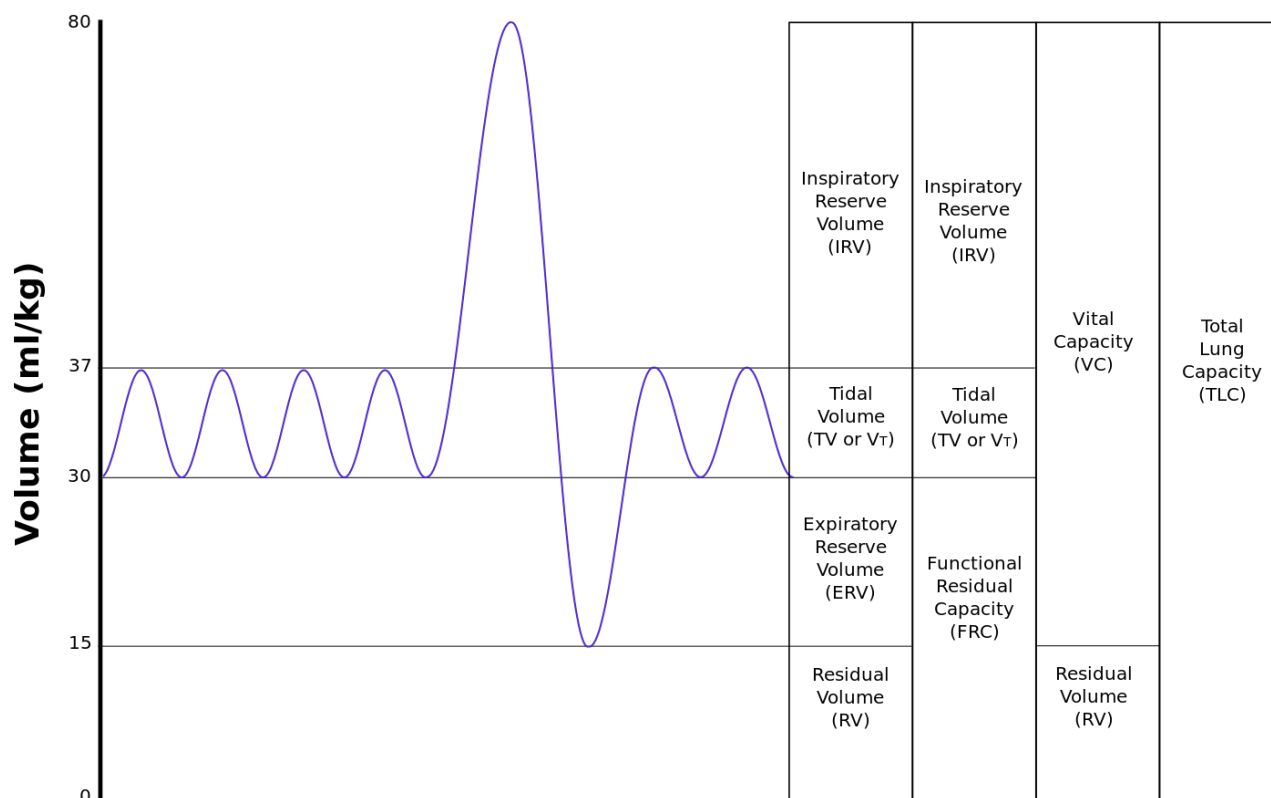 80
37
30
15
0
Volume (ml/kg)
Inspiratory
Reserve
Volume
(IRV)
Tidal
Volume
(TV or VT)
Expiratory
Reserve
Volume
(ERV)
Residual
Volume
(RV)
Inspiratory
Reserve
Volume
(IRV)
Tidal
Volume
(TV or VT)
Functional
Residual
Capacity
(FRC)
Vital
Capacity
(VC)
Residual
Volume
(RV)
Total
Lung
Capacity
(TLC)